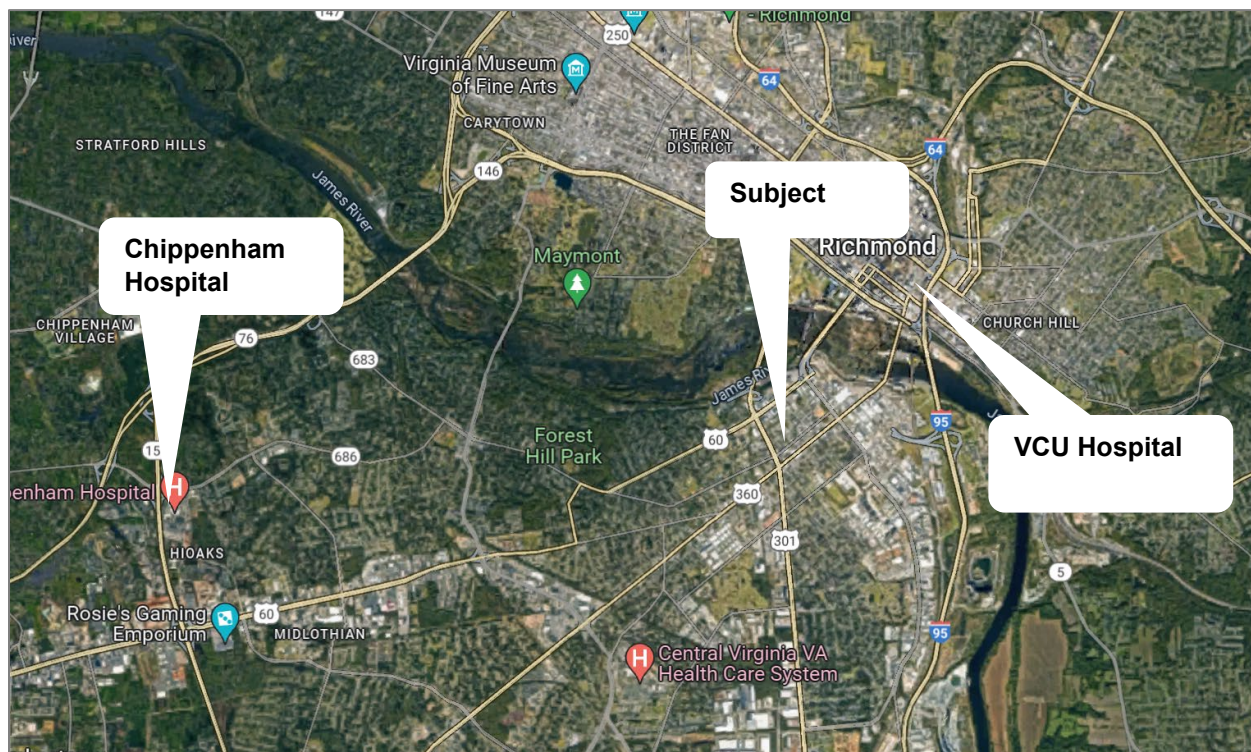 147
- Richmond
iver
250
Virginia Museum
of Fine Arts
64
CARYTOWN
THE FAN
DISTRICT
STRATFORD HILLS
64
146
James River
Subject
Chippenham
Hospital
Richmond
Maymont
CHIPPENHAM
VILLAGE
76
683
CHURCH HILL
James Riv
95
VCU Hospital
60
Forest
Hill Park
15
686
penham Hospital
H
360
HIOAKS
301
5
Rosie's Gaming
Emporium
60
MIDLOTHIAN
95
H
Central Virginia VA
Health Care System